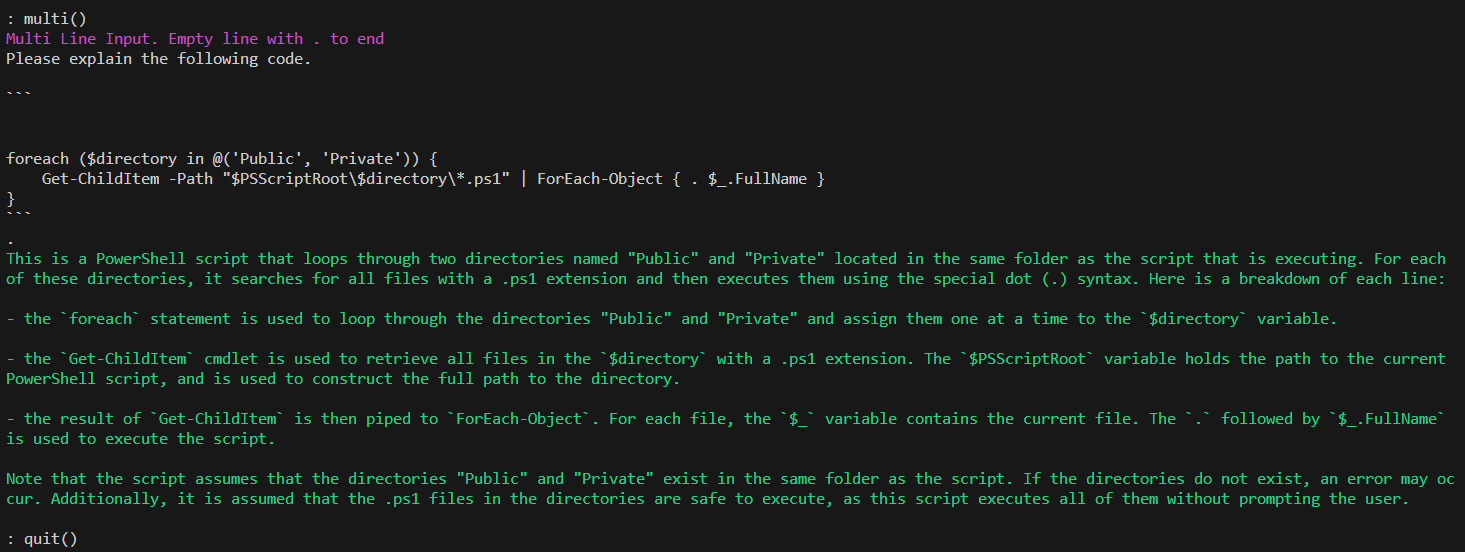 : multi()
Multi Line Input. Empty line with . to end
Please explain the following code.
```
foreach ($directory in @('Public', 'Private')) {
    Get-ChildItem -Path "$PSScriptRoot\$directory\*.ps1" | ForEach-Object { . $_.FullName }
}
```
.
This is a PowerShell script that loops through two directories named "Public" and "Private" located in the same folder as the script that is executing. For each
of these directories, it searches for all files with a .ps1 extension and then executes them using the special dot (.) syntax. Here is a breakdown of each line:
- the `foreach` statement is used to loop through the directories "Public" and "Private" and assign them one at a time to the `$directory` variable.
- the `Get-ChildItem` cmdlet is used to retrieve all files in the `$directory` with a .ps1 extension. The `$PSScriptRoot` variable holds the path to the current
PowerShell script, and is used to construct the full path to the directory.
- the result of `Get-ChildItem` is then piped to `ForEach-Object`. For each file, the `$_` variable contains the current file. The `.` followed by `$_.FullName`
is used to execute the script.
Note that the script assumes that the directories "Public" and "Private" exist in the same folder as the script. If the directories do not exist, an error may oc
cur. Additionally, it is assumed that the .ps1 files in the directories are safe to execute, as this script executes all of them without prompting the user.
: quit()